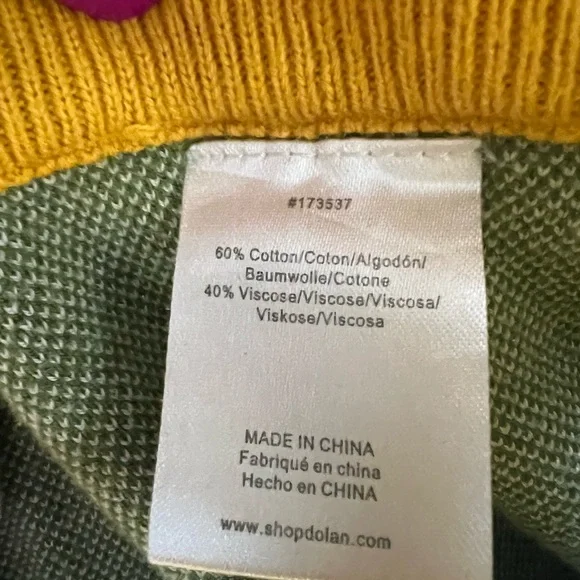 #173537
60% Cotton/Coton/Algodón/
Baumwolle/Cotone
40% Viscose/Viscose/Viscosa/
Viskose/Viscosa
MADE IN CHINA
Fabriqué en china
Hecho en CHINA
www.shopdolan.com